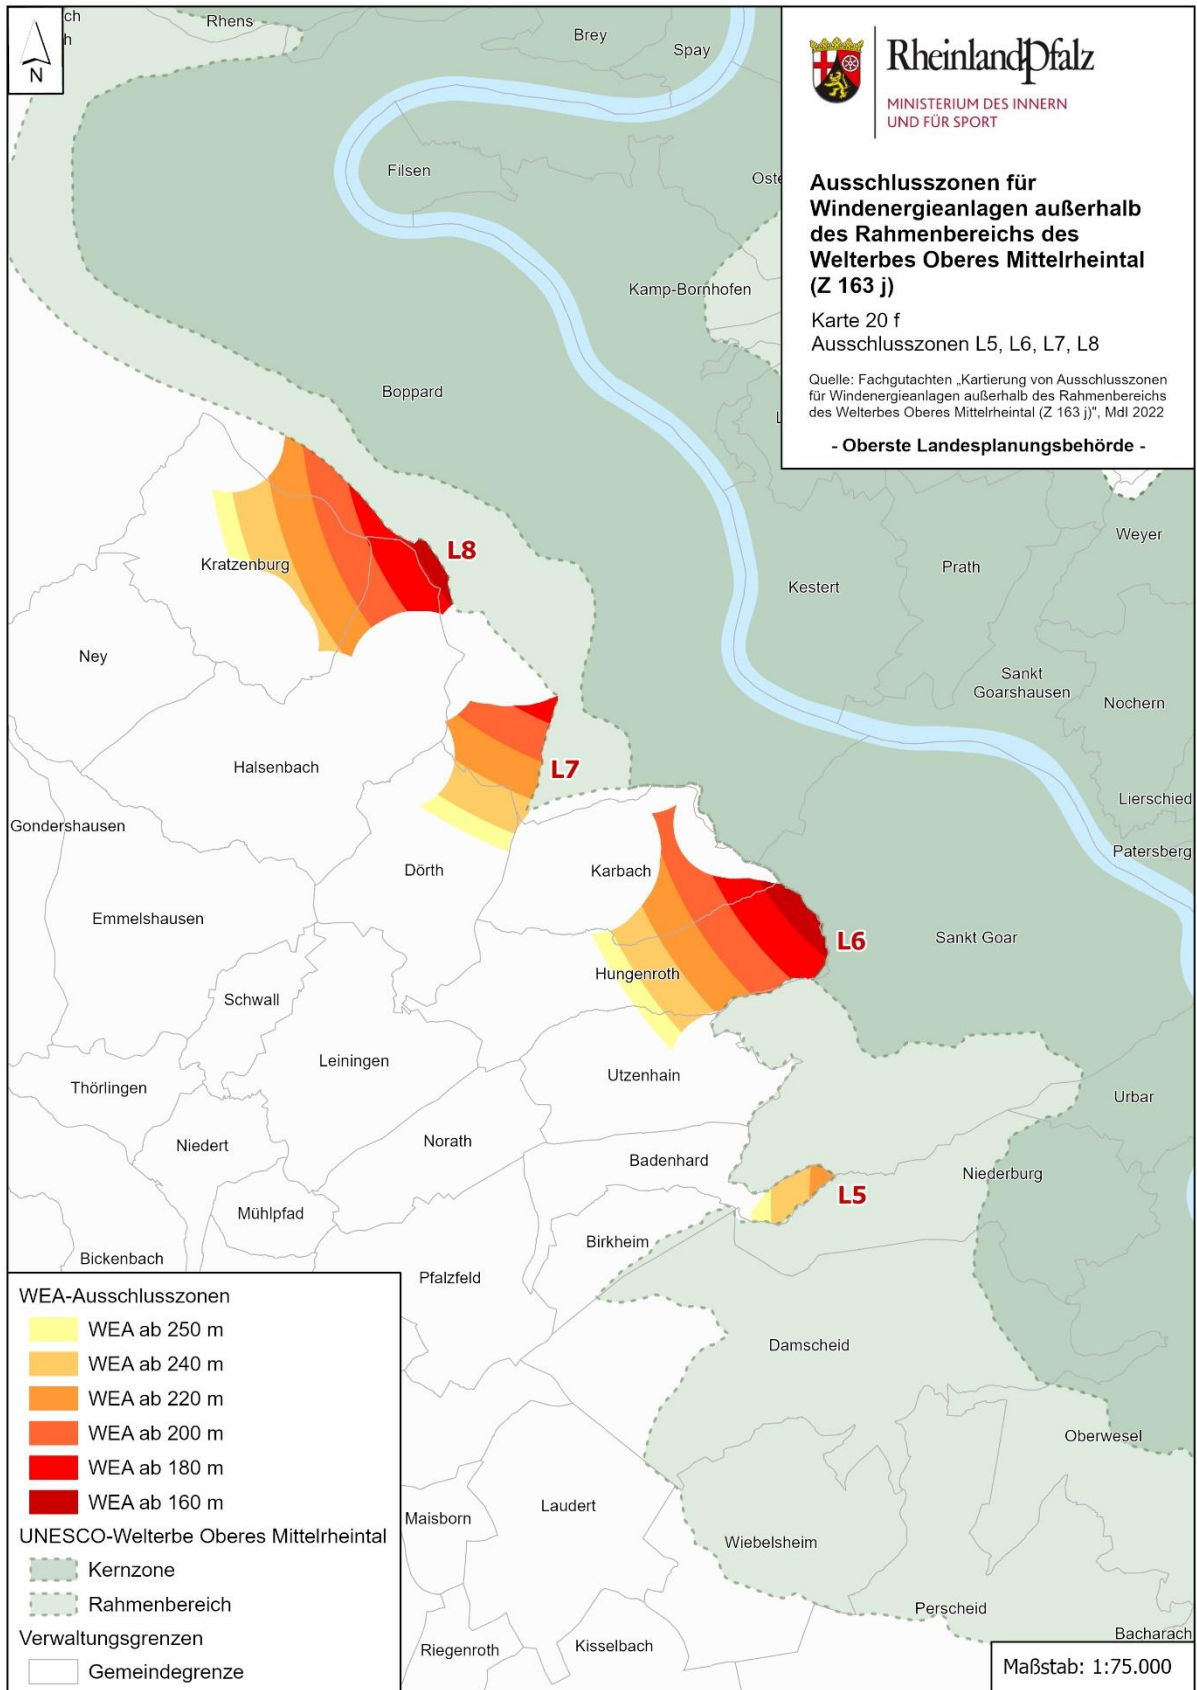 ch
h
Rhens
Brey
Spay
N
RheinlandPfalz
MINISTERIUM DES INNERN
UND FÜR SPORT
Filsen
Oste
Ausschlusszonen für
Windenergieanlagen außerhalb
des Rahmenbereichs des
Welterbes Oberes Mittelrheintal
(Z 163 j)
Karte 20 f
Ausschlusszonen L5, L6, L7, L8
Quelle: Fachgutachten „Kartierung von Ausschlusszonen
für Windenergieanlagen außerhalb des Rahmenbereichs
des Welterbes Oberes Mittelrheintal (Z 163 j)", MdI 2022
- Oberste Landesplanungsbehörde -
Kamp-Bornhofen
Boppard
L8
Kratzenburg
Weyer
Prath
Kestert
Ney
Sankt
Goarshausen
Nochern
Halsenbach
L7
Lierschied
Gondershausen
Patersberg
Dörth
Karbach
Emmelshausen
L6
Sankt Goar
Hungenroth
Schwall
Leiningen
Utzenhain
Thörlingen
Urbar
Niedert
Norath
Badenhard
Niederburg
L5
Mühlpfad
Birkheim
Bickenbach
Pfalzfeld
Damscheid
Oberwesel
Laudert
Maisborn
Wiebelsheim
Perscheid
Bacharach
Riegenroth
Kisselbach
WEA-Ausschlusszonen
WEA ab 250 m
WEA ab 240 m
WEA ab 220 m
WEA ab 200 m
WEA ab 180 m
WEA ab 160 m
UNESCO-Welterbe Oberes Mittelrheintal
Kernzone
Rahmenbereich
Verwaltungsgrenzen
Gemeindegrenze
Maßstab: 1:75.000